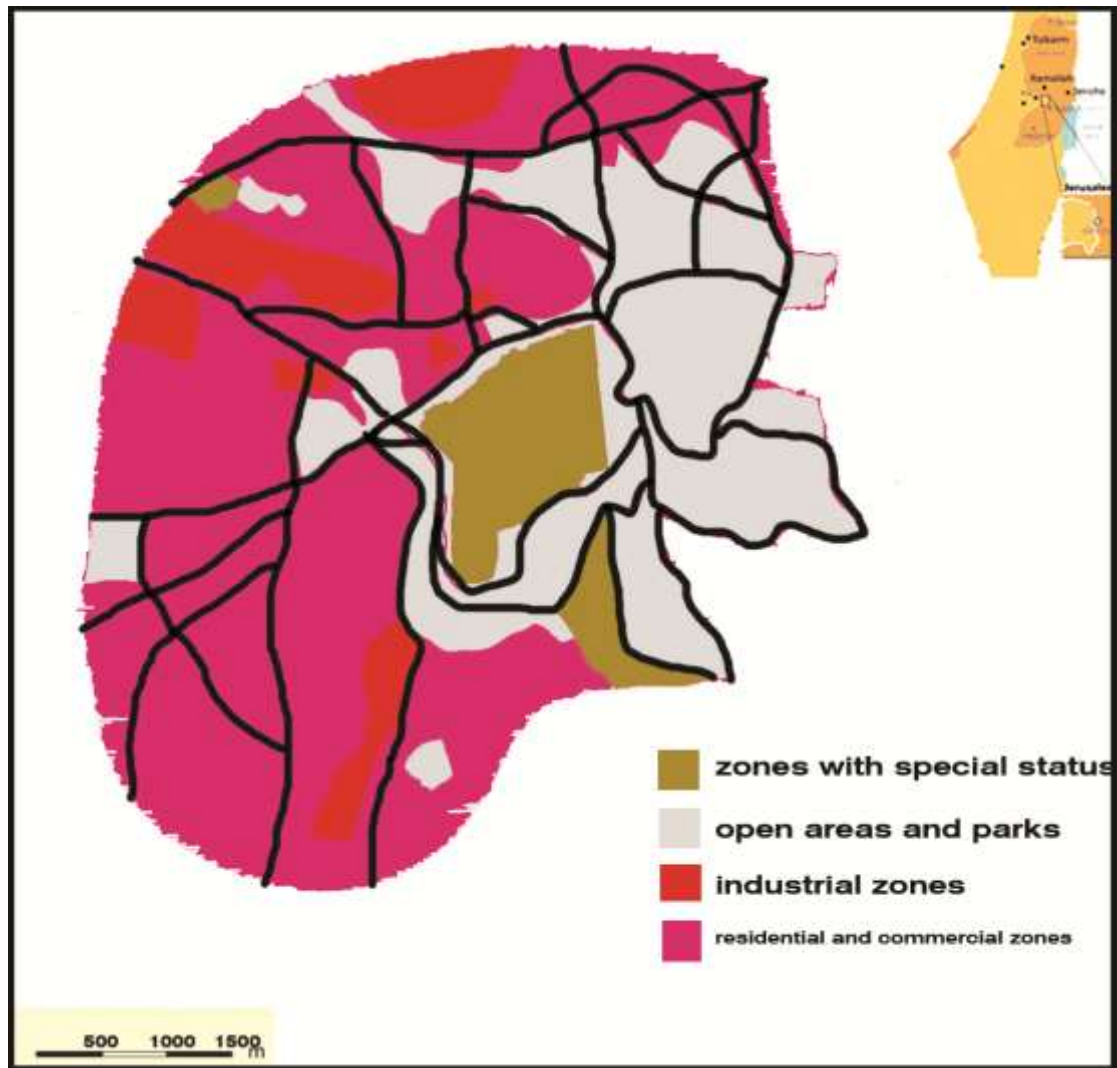 Tulkarm
Ramallah
Jericho
Jerusalem
zones with special status
open areas and parks
industrial zones
residential and commercial zones
500 1000 1500
m